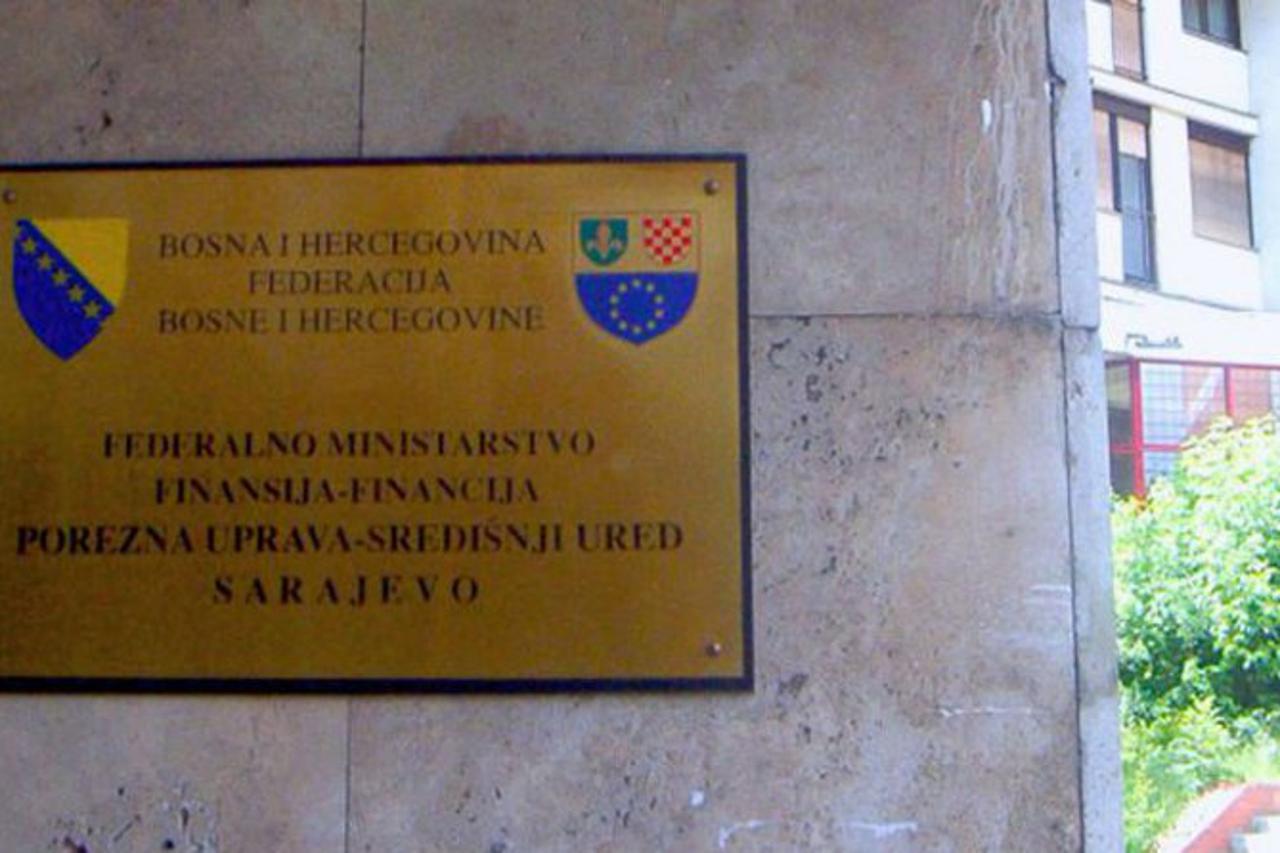 BOSNA I HERCEGOVINA
FEDERACIJA
BOSNE I HERCEGOVINE
FEDERALNO MINISTARSTVO
FINANSIJA-FINANCIJA
POREZNA UPRAVA-SREDIŠNJI URED
SARAJEVO